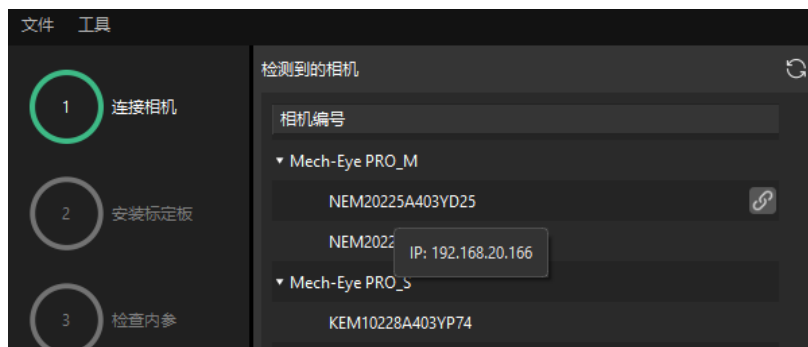 文件 工具
检测到的相机
1 连接相机
相机编号
▾ Mech-Eye PRO_M
NEM20225A403YD25
2 安装标定板
NEM2022
IP: 192.168.20.166
▾ Mech-Eye PRO_S
3 检查内参
KEM10228A403YP74